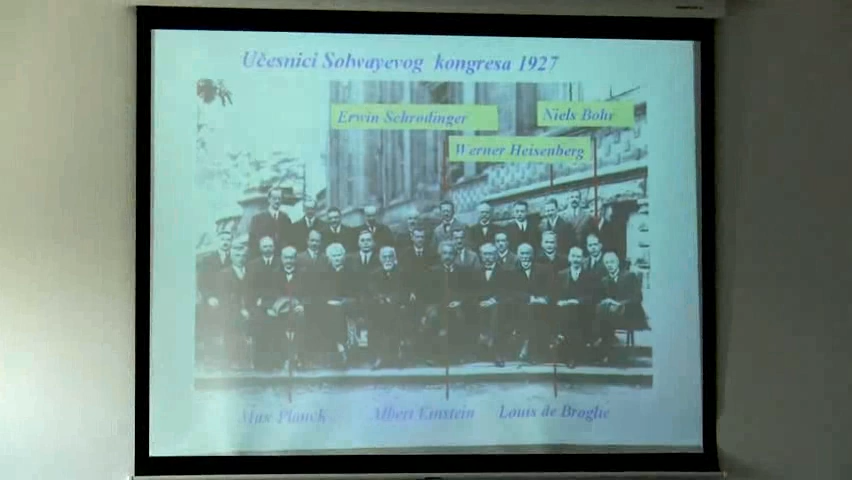 Učesnici Solwayevog kongresa 1927
Erwin Schrodinger
Niels Bohr
Werner Heisenberg
Max Planck
Albert Einstein
Louis de Broglie